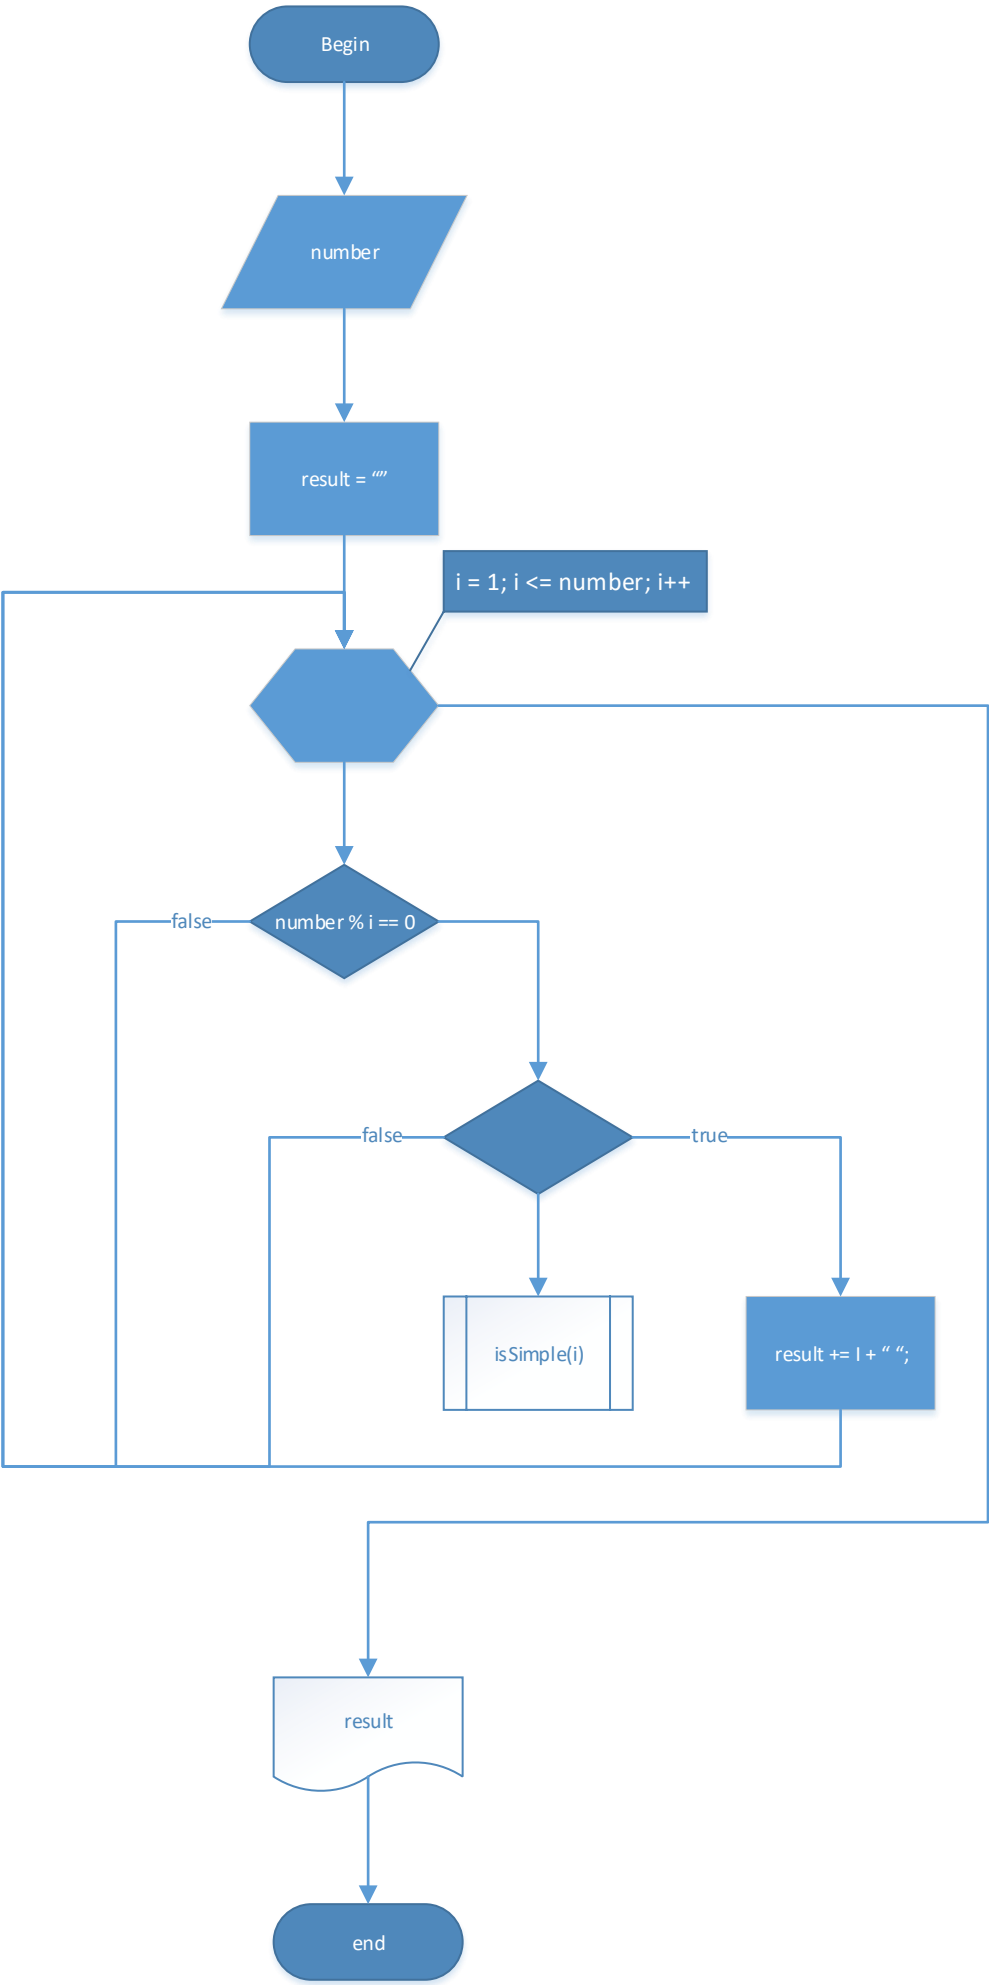 Begin
number
result = “”
i = 1; i <= number; i++
false
number % i == 0
false
true
isSimple(i)
result += I + “ “;
result
end